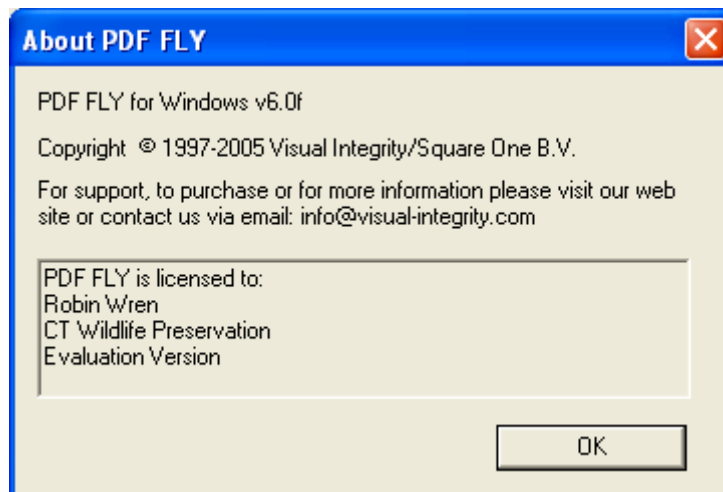 About PDF FLY
PDF FLY for Windows v6.0f
Copyright © 1997-2005 Visual Integrity/Square One B.V.
For support, to purchase or for more information please visit our web
site or contact us via email: info@visual-integrity.com
PDF FLY is licensed to:
Robin Wren
CT Wildlife Preservation
Evaluation Version
OK